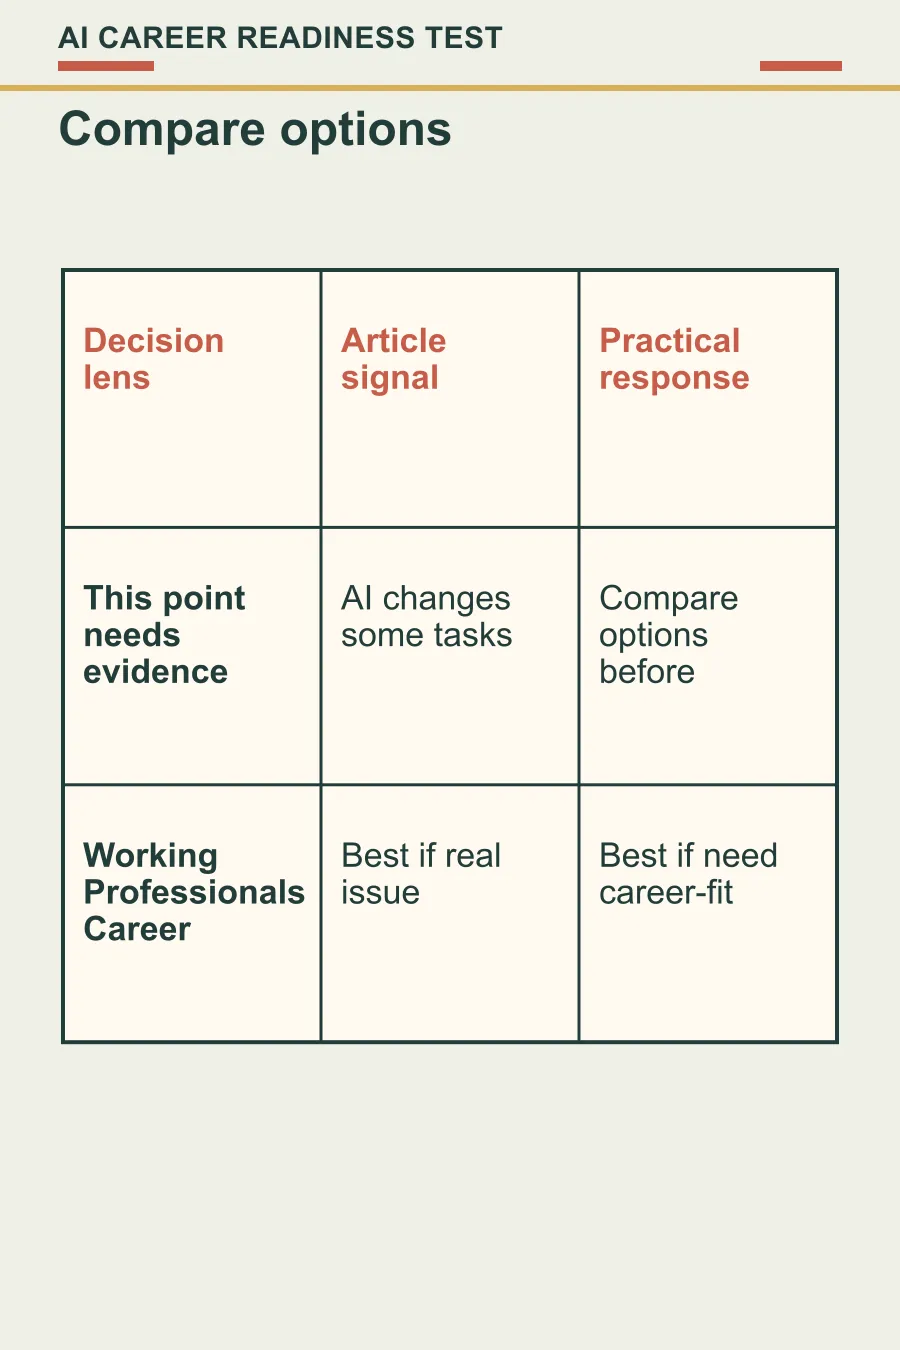 AI CAREER READINESS TEST
Compare options
Decision
lens
Article
signal
Practical
response
This point
needs
evidence
AI changes
some tasks
Compare
options
before
Working
Professionals
Career
Best if real
issue
Best if need
career-fit